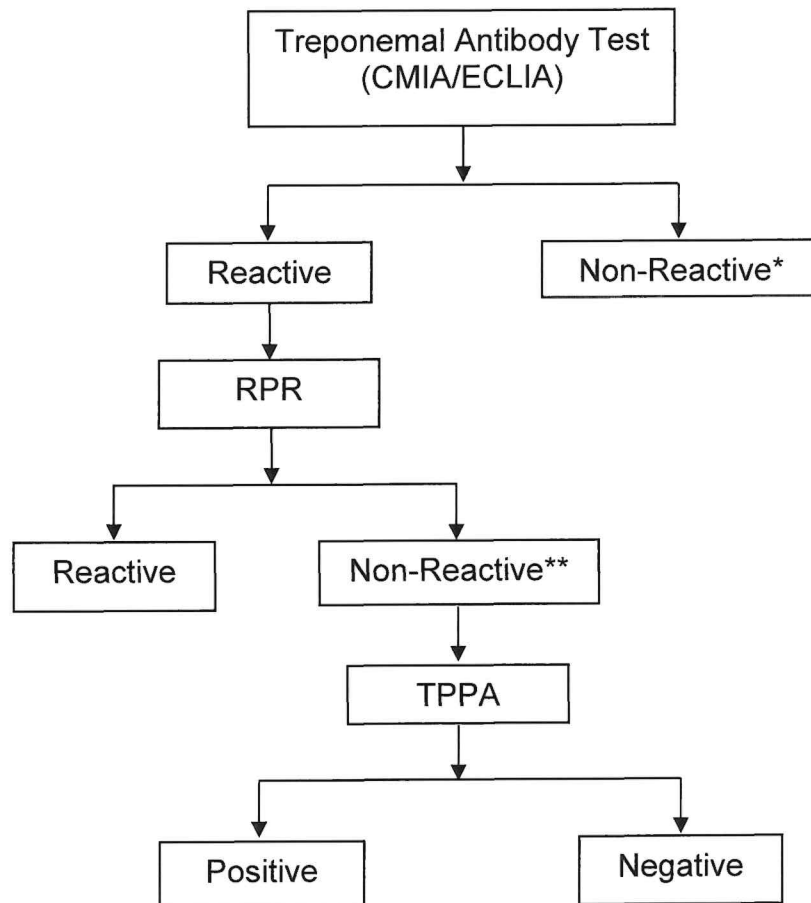 Treponemal Antibody Test
(CMIA/ECLIA)
Reactive
Non-Reactive*
RPR
Reactive
Non-Reactive**
TPPA
Positive
Negative